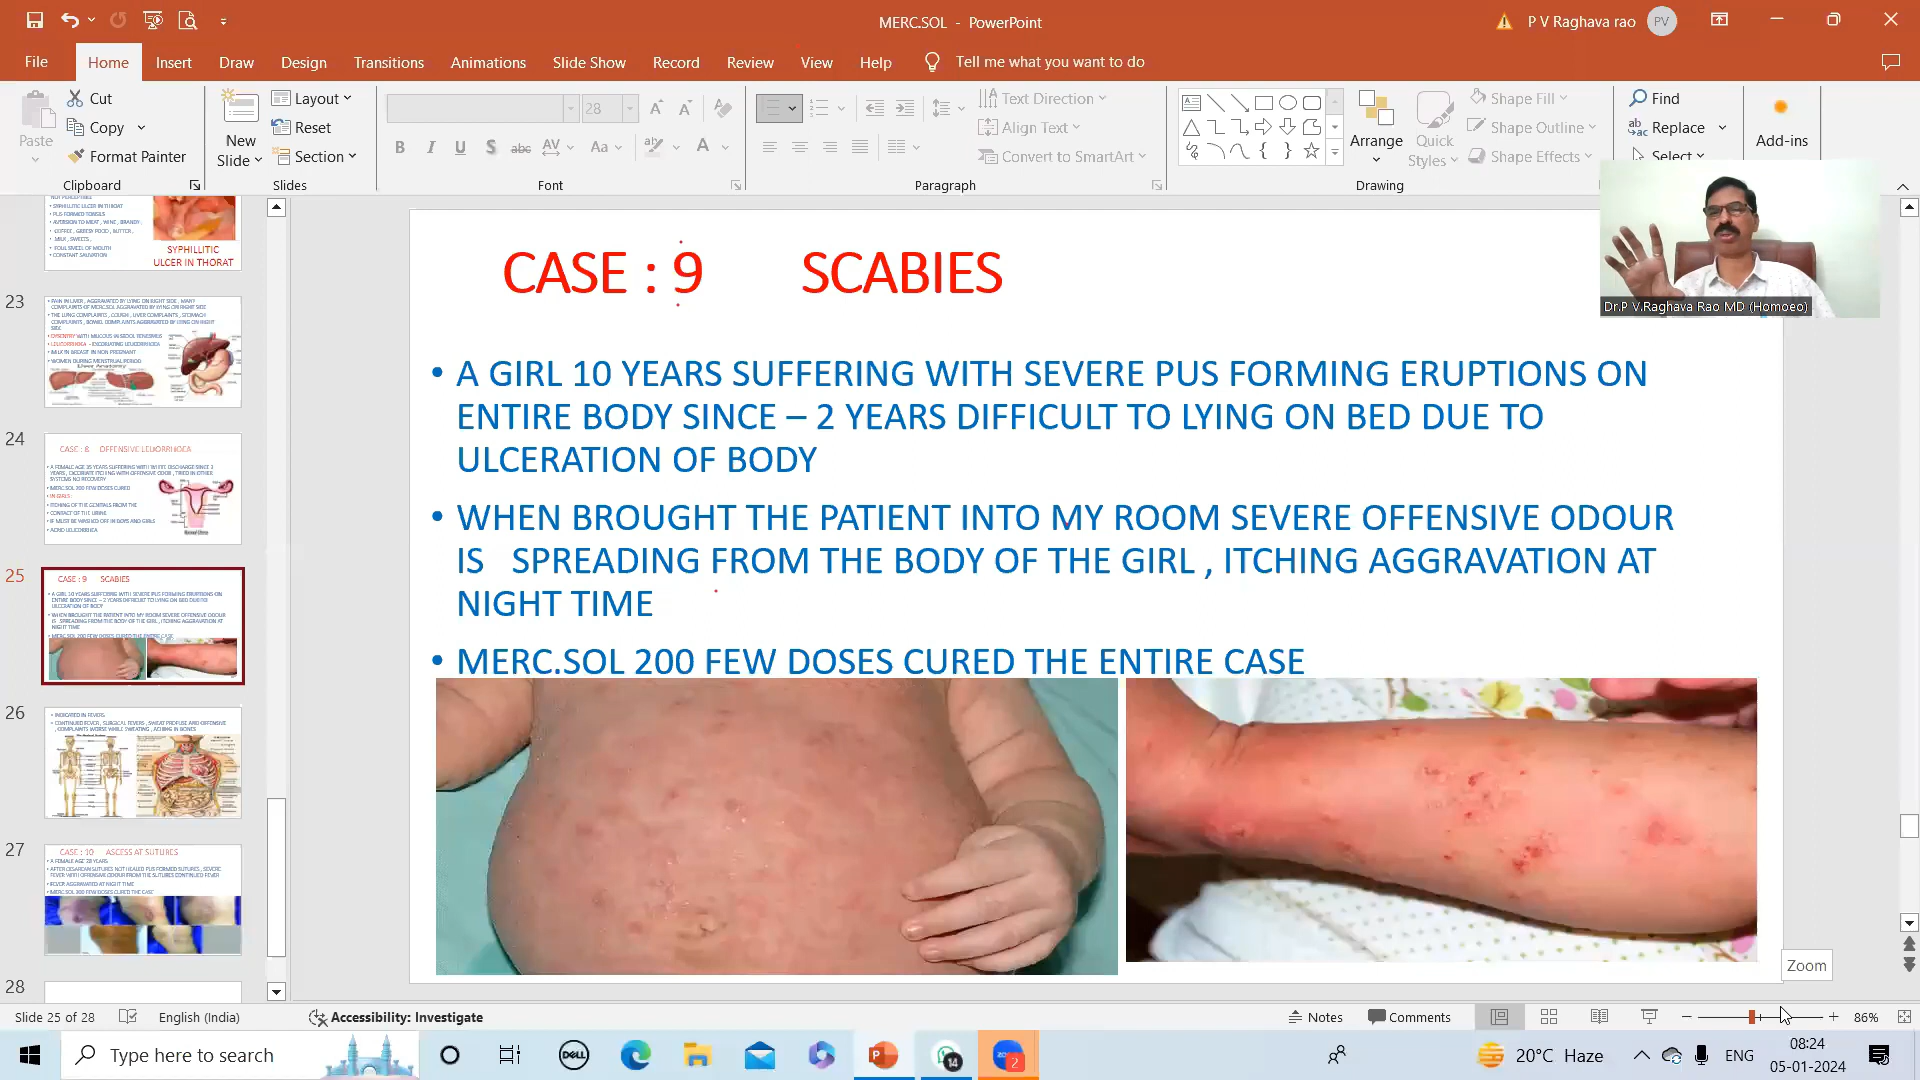 MERC.SOL - PowerPoint
P V Raghava rao
PV
File
Home
Insert
Draw
Design
Transitions
Animations
Slide Show
Record
Review
View
Help
Tell me what you want to do
Paste
Cut
Copy
Format Painter
Clipboard
New
Slide
Layout
Reset
Section
Slides
28
Font
Text Direction
Align Text
Convert to SmartArt
Paragraph
Arrange
Quick
Styles
Shape Fill
Shape Outline
Shape Effects
Drawing
Find
Replace
Select
Add-ins
Dr.P V.Raghava Rao MD (Homoeo)
SYPHILLITIC
ULCER IN THORAT
23
24
CASE : 8 OFFENSIVE LEUORRHOEA
25
CASE : 9 SCABIES
26
27
CASE : 10 ASCESS AT SUTURES
28
CASE : 9 SCABIES
• A GIRL 10 YEARS SUFFERING WITH SEVERE PUS FORMING ERUPTIONS ON
ENTIRE BODY SINCE – 2 YEARS DIFFICULT TO LYING ON BED DUE TO
ULCERATION OF BODY
• WHEN BROUGHT THE PATIENT INTO MY ROOM SEVERE OFFENSIVE ODOUR
IS SPREADING FROM THE BODY OF THE GIRL , ITCHING AGGRAVATION AT
NIGHT TIME
• MERC.SOL 200 FEW DOSES CURED THE ENTIRE CASE
Zoom
Slide 25 of 28
English (India)
Accessibility: Investigate
Notes
Comments
86%
Type here to search
DELL
14
2
20°C Haze
ENG
08:24
05-01-2024